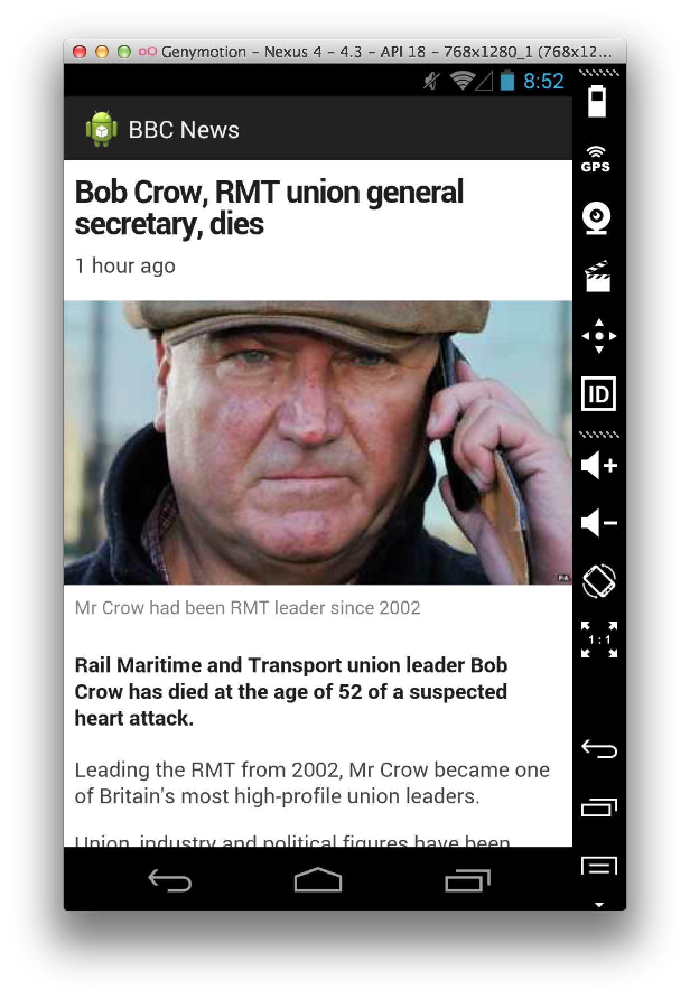 Genymotion – Nexus 4 – 4.3 – API 18 – 768x1280_1 (768x12...
8:52
BBC News
GPS
Bob Crow, RMT union general
secretary, dies
1 hour ago
ID
PA
Mr Crow had been RMT leader since 2002
1:1
Rail Maritime and Transport union leader Bob
Crow has died at the age of 52 of a suspected
heart attack.
Leading the RMT from 2002, Mr Crow became one
of Britain's most high-profile union leaders.
Union, industry and political figures have been